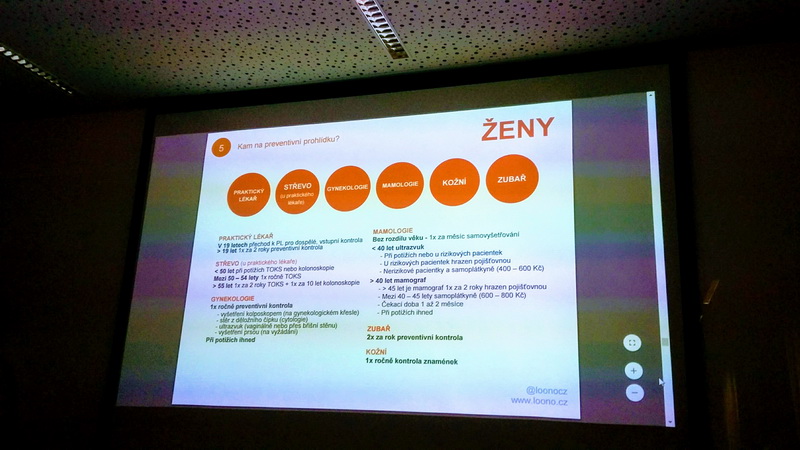 5
Kam na preventivní prohlídku?
ŽENY
PRAKTICKÝ
LÉKAŘ
STŘEVO
(u praktického
lékaře)
GYNEKOLOGIE
MAMOLOGIE
KOŽNÍ
ZUBAŘ
PRAKTICKÝ LÉKAŘ
V 19 letech přechod k PL pro dospělé, vstupní kontrola
> 19 let 1x za 2 roky preventivní kontrola
STŘEVO (u praktického lékaře)
< 50 let při potížích TOKS nebo kolonoskopie
Mezi 50 – 54 lety 1x ročně TOKS
> 55 let 1x za 2 roky TOKS + 1x za 10 let kolonoskopie
GYNEKOLOGIE
1x ročně preventivní kontrola
- vyšetření kolposkopem (na gynekologickém křesle)
- stěr z děložního čípku (cytologie)
- ultrazvuk (vaginálně nebo přes břišní stěnu)
- vyšetření prsou (na vyžádání)
Při potížích ihned
MAMOLOGIE
Bez rozdílu věku - 1x za měsíc samovyšetřování
< 40 let ultrazvuk
- Při potížích nebo u rizikových pacientek
- U rizikových pacientek hrazen pojišťovnou
- Nerizikové pacientky a samoplátkyně (400 – 600 Kč)
> 40 let mamograf
- > 45 let je mamograf 1x za 2 roky hrazen pojišťovnou
- Mezi 40 – 45 lety samoplátkyně (600 – 800 Kč)
- Čekací doba 1 až 2 měsíce
- Při potížích ihned
ZUBAŘ
2x za rok preventivní kontrola
KOŽNÍ
1x ročně kontrola znamének
@loonocz
www.loono.cz